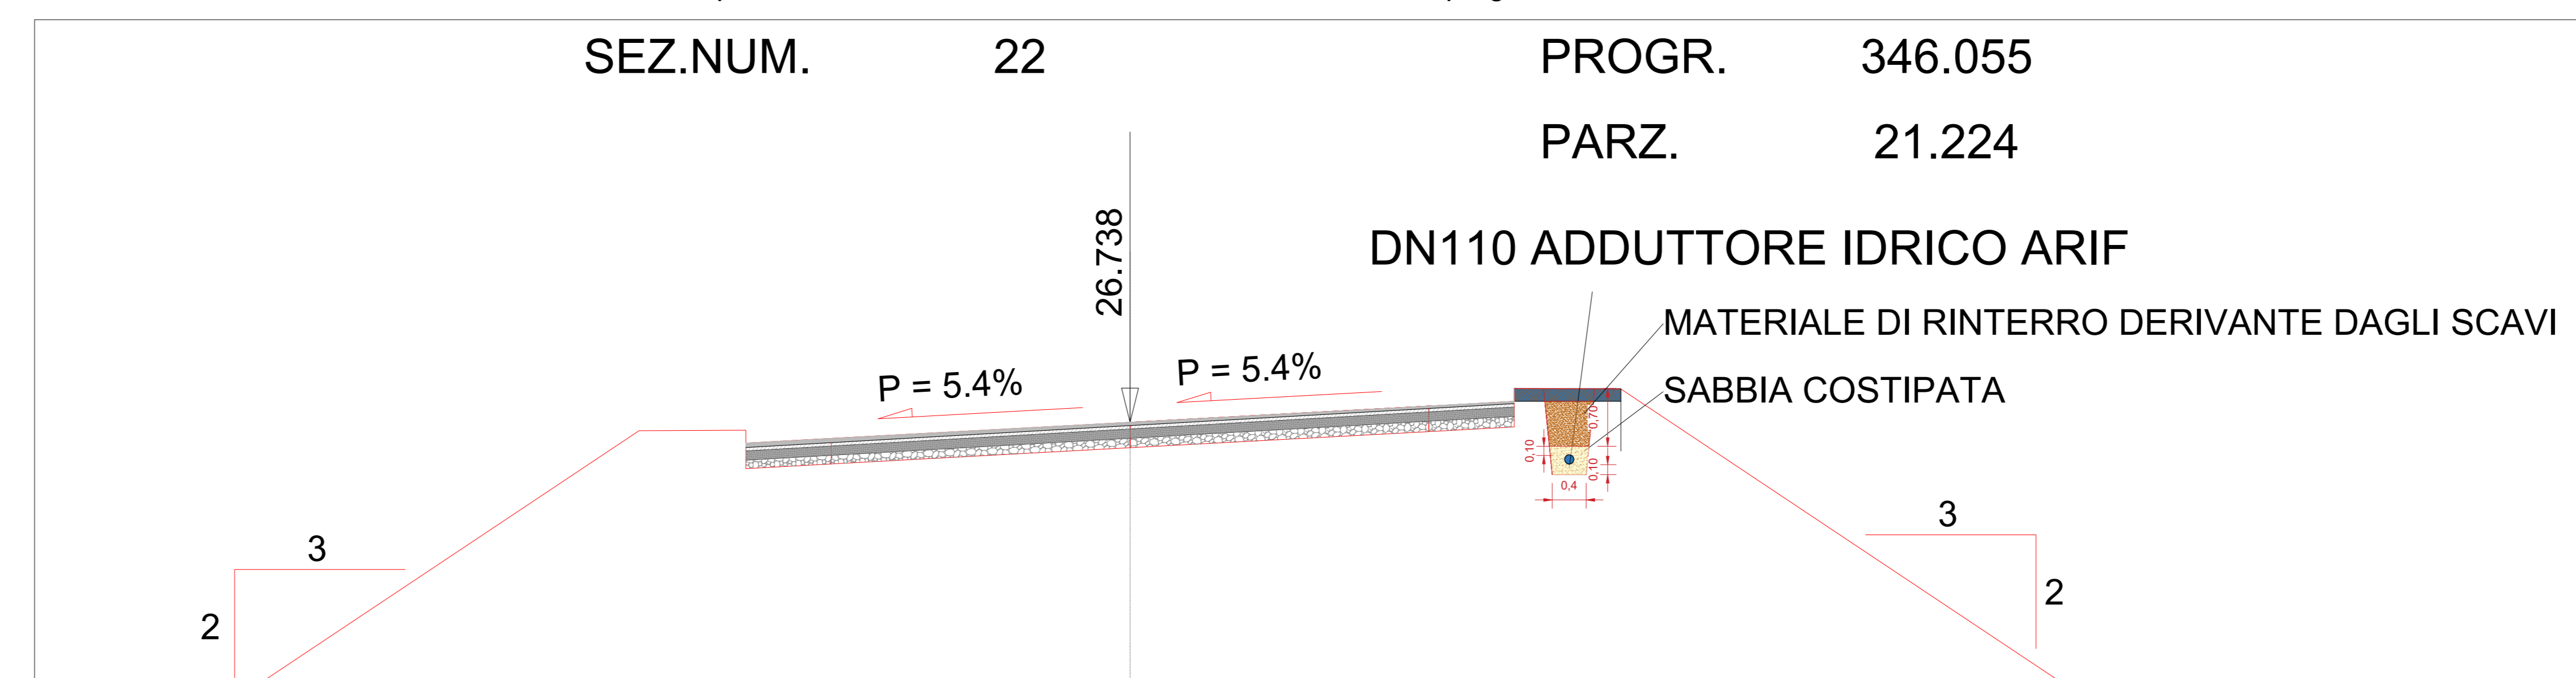 SEZ.NUM. 22 PROGR. 346.055
PARZ. 21.224
26.738
DN110 ADDUTTORE IDRICO ARIF
MATERIALE DI RINTERRO DERIVANTE DAGLI SCAVI
P = 5.4%
P = 5.4%
SABBIA COSTIPATA
0,70
0,10
0,10
0,4
3
2
3
2